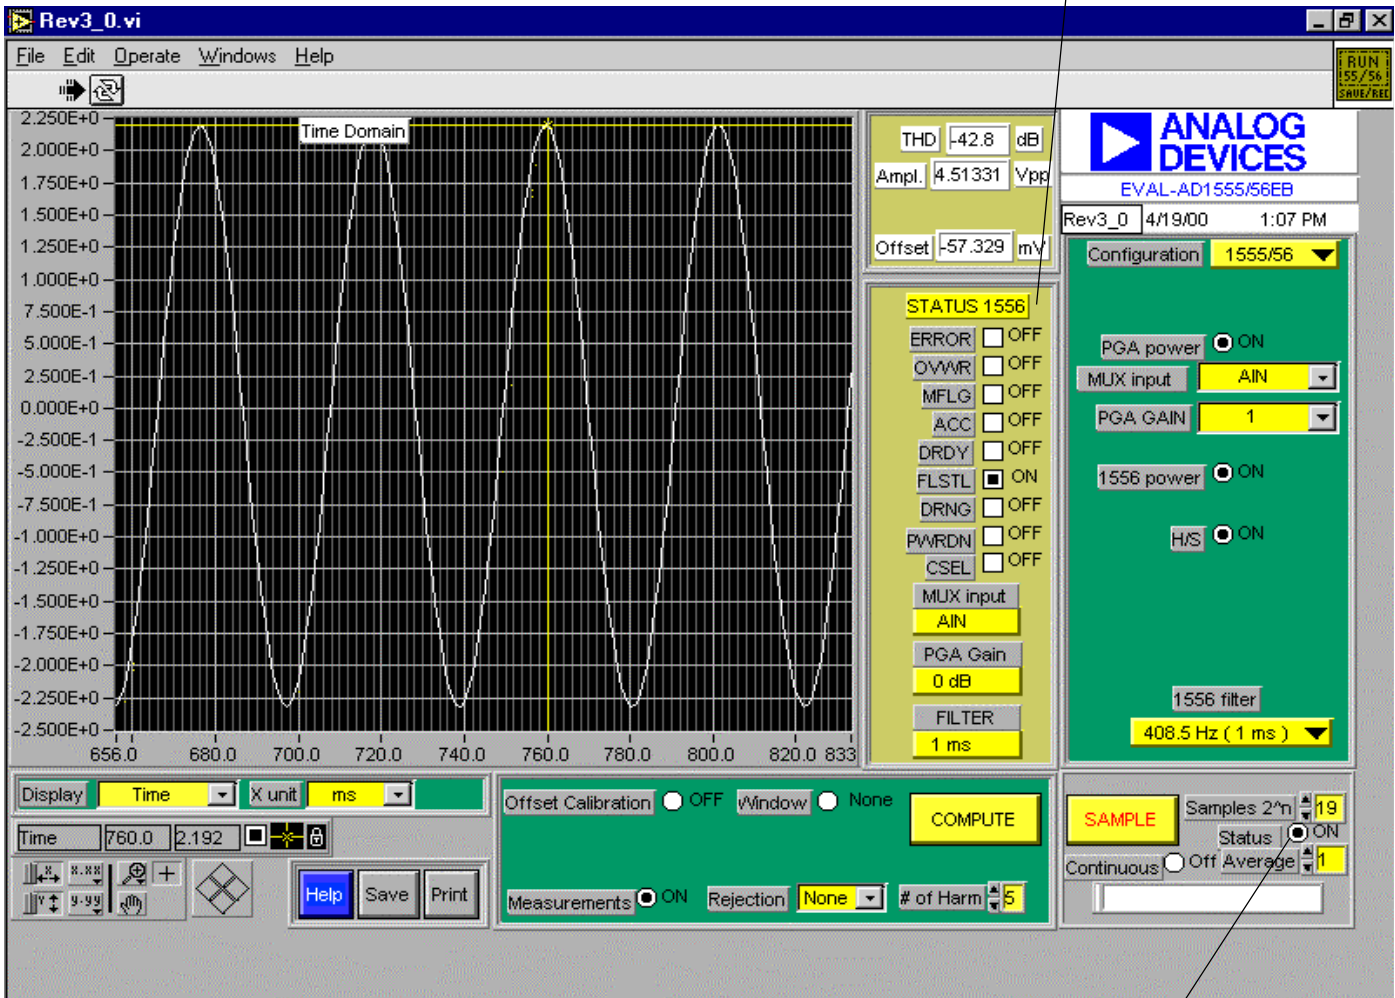 Rev3_0.vi
File Edit Operate Windows Help
RUN
55/56
SAVE/REC
2.250E+0
2.000E+0
1.750E+0
1.500E+0
1.250E+0
1.000E+0
7.500E-1
5.000E-1
2.500E-1
0.000E+0
-2.500E-1
-5.000E-1
-7.500E-1
-1.000E+0
-1.250E+0
-1.500E+0
-1.750E+0
-2.000E+0
-2.250E+0
-2.500E+0
Time Domain
656.0 680.0 700.0 720.0 740.0 760.0 780.0 800.0 820.0 833
THD -42.8 dB
Ampl. 4.51331 Vpp
Offset -57.329 mV
STATUS 1556
ERROR OFF
OVWR OFF
MFLG OFF
ACC OFF
DRDY OFF
FLSTL ON
DRNG OFF
PWRDN OFF
CSEL OFF
MUX input
AIN
PGA Gain
0 dB
FILTER
1 ms
ANALOG
DEVICES
EVAL-AD1555/56EB
Rev3_0 4/19/00 1:07 PM
Configuration 1555/56
PGA power ON
MUX input AIN
PGA GAIN 1
1556 power ON
H/S ON
1556 filter
408.5 Hz ( 1 ms )
Display Time X unit ms
Time 760.0 2.192
x.xx
y.yy
Help Save Print
Offset Calibration OFF Window None
COMPUTE
Measurements ON Rejection None # of Harm 5
SAMPLE
Samples 2^n 19
Status ON
Continuous Off Average 1